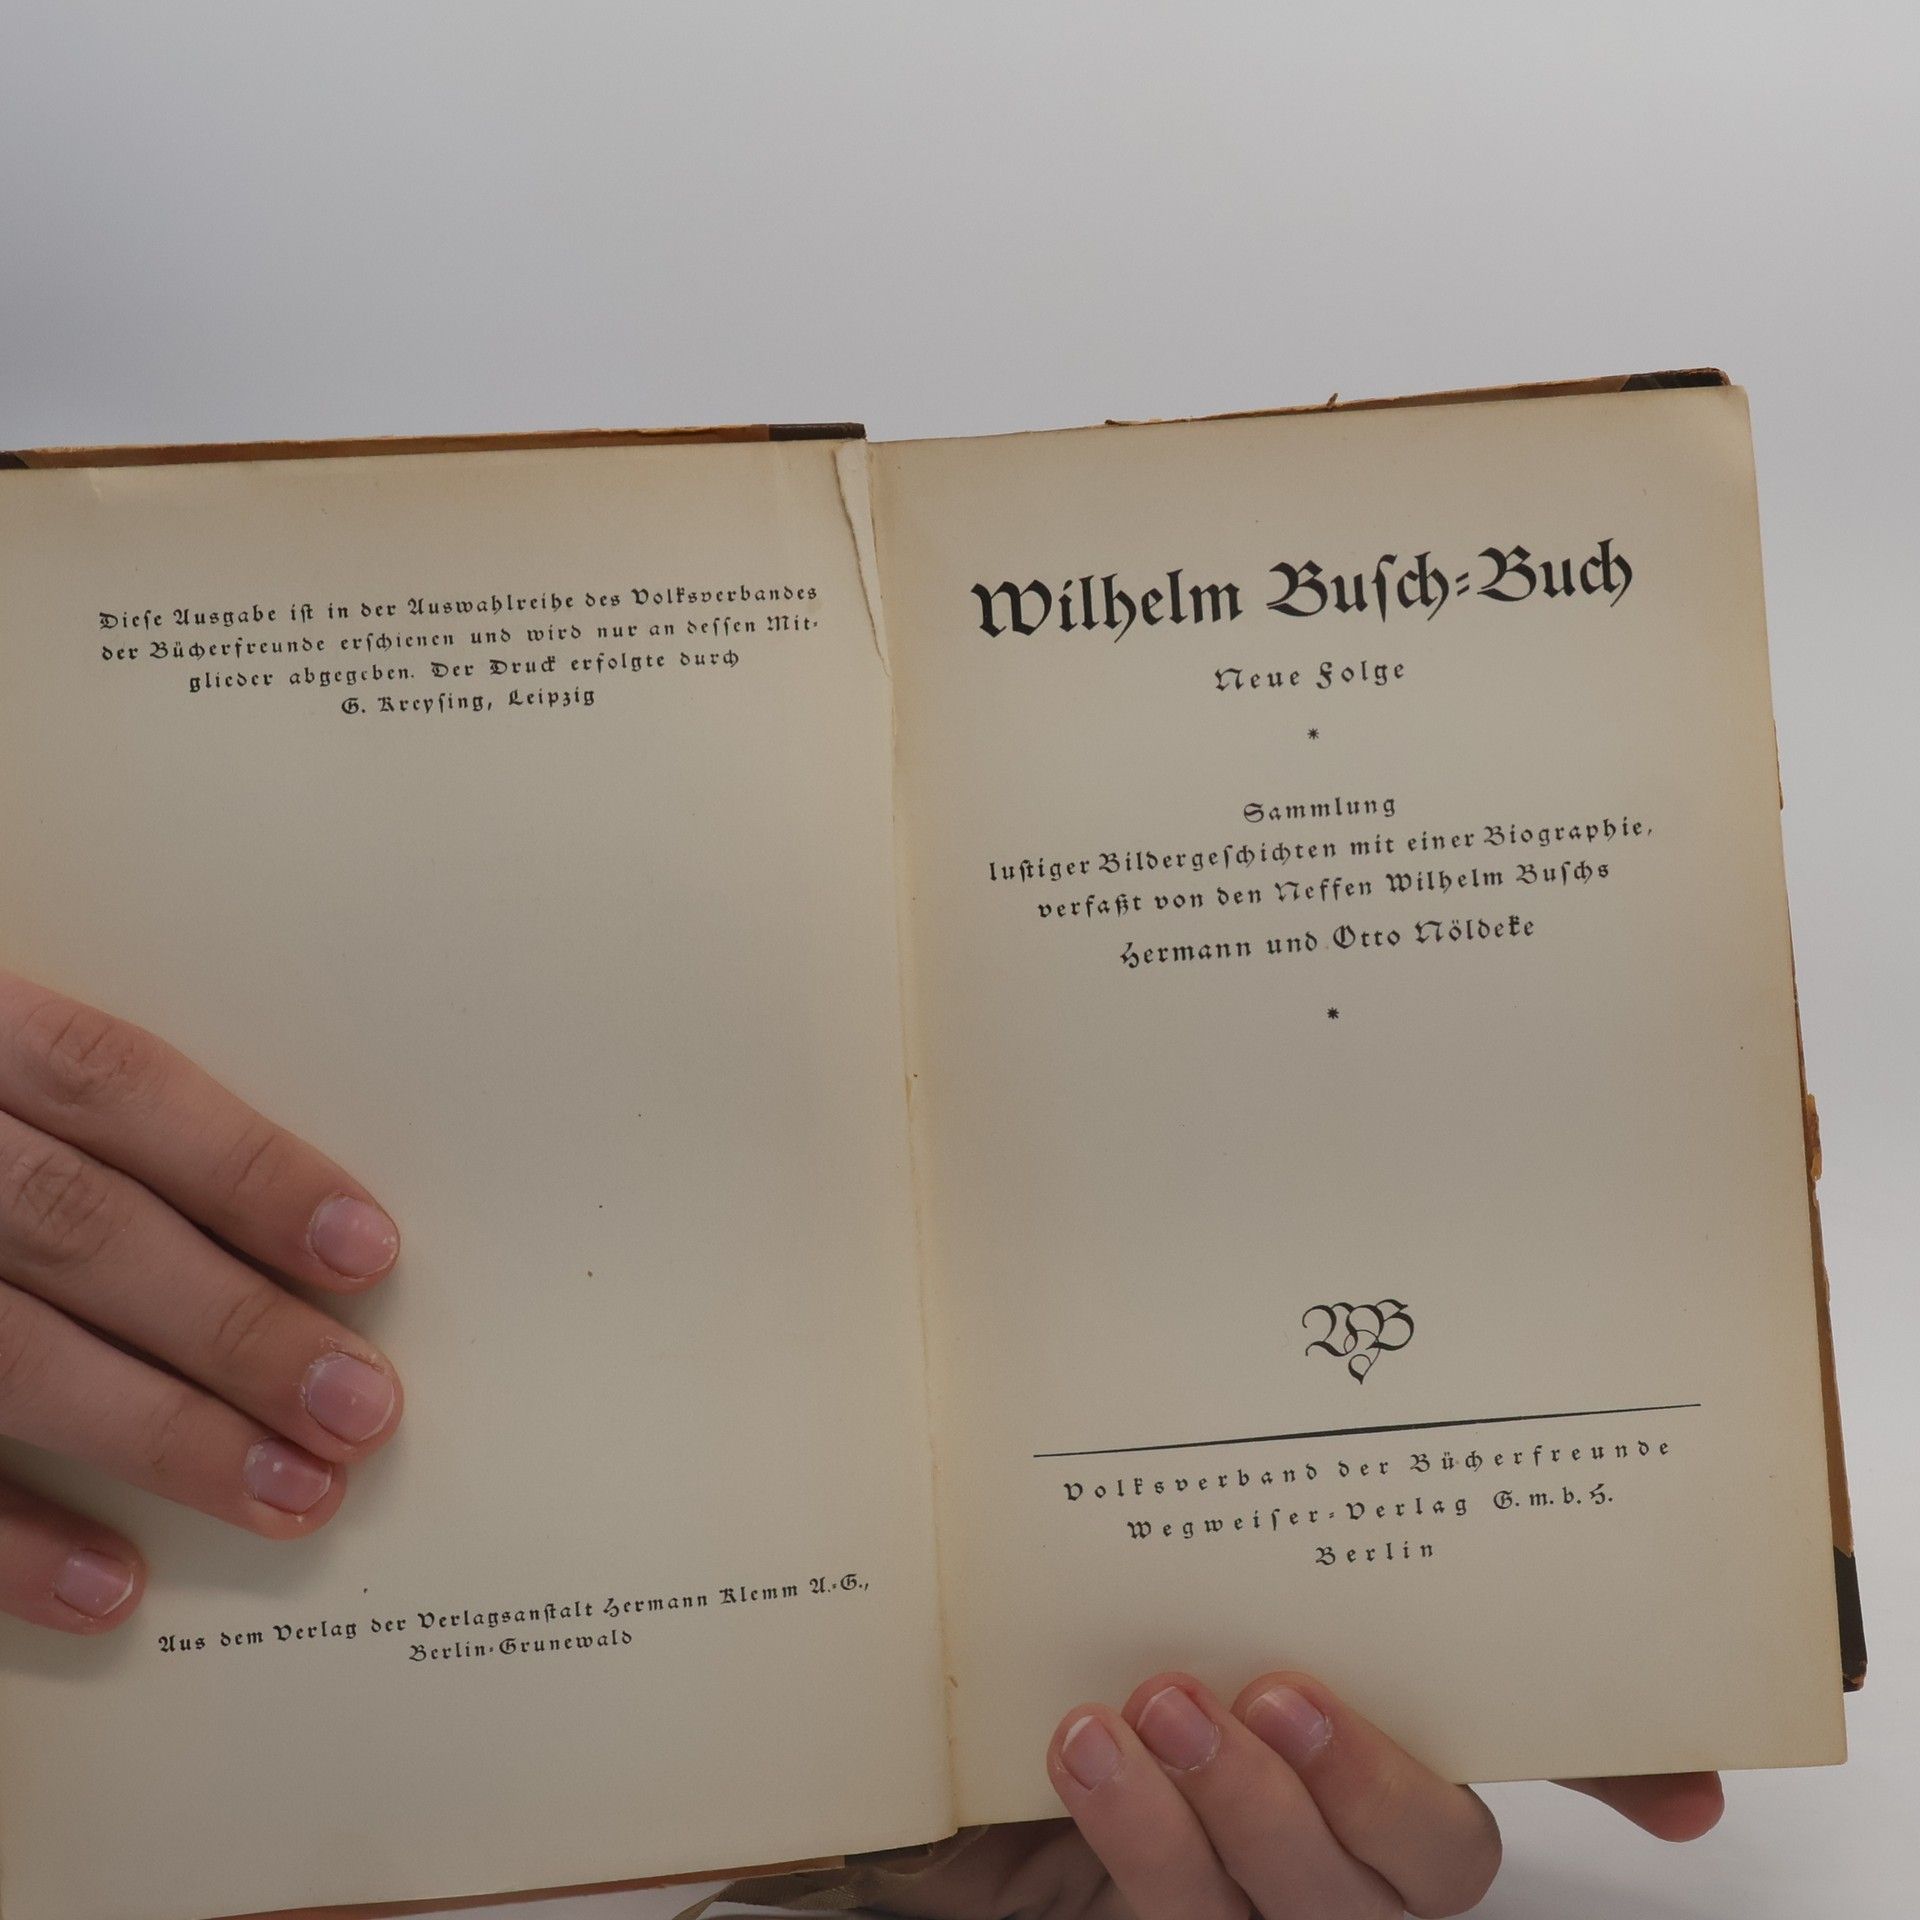 Dieſe Ausgabe iſt in der Auswahlreihe des Volksverbandes
der Bücherfreunde erſchienen und wird nur an deſſen Mit-
glieder abgegeben. Der Druck erfolgte durch
G. Kreyſing, Leipzig
Aus dem Verlag der Verlagsanſtalt Hermann Klemm A.-G.,
Berlin-Grunewald
Wilhelm Buſch-Buch
Neue Folge
*
Sammlung
luſtiger Bildergeſchichten mit einer Biographie,
verfaßt von den Neffen Wilhelm Buſchs
Hermann und Otto Nöldeke
*
VB
Volksverband der Bücherfreunde
Wegweiſer-Verlag G. m. b. H.
Berlin